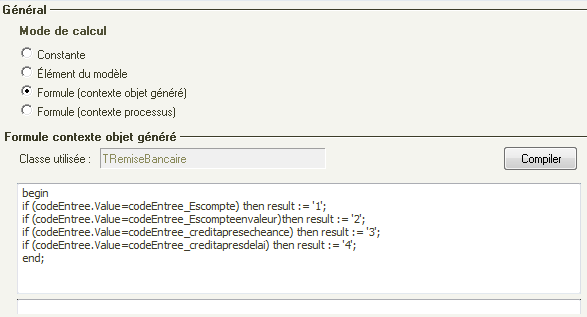 Général
Mode de calcul
Constante
Élément du modèle
Formule (contexte objet généré)
Formule (contexte processus)
Formule contexte objet généré
Classe utilisée : TRemiseBancaire Compiler
begin
if (codeEntree.Value=codeEntree_Escompte) then result := '1';
if (codeEntree.Value=codeEntree_Escompteenvaleur)then result := '2';
if (codeEntree.Value=codeEntree_creditapresecheance) then result := '3';
if (codeEntree.Value=codeEntree_creditapresdelai) then result := '4';
end;